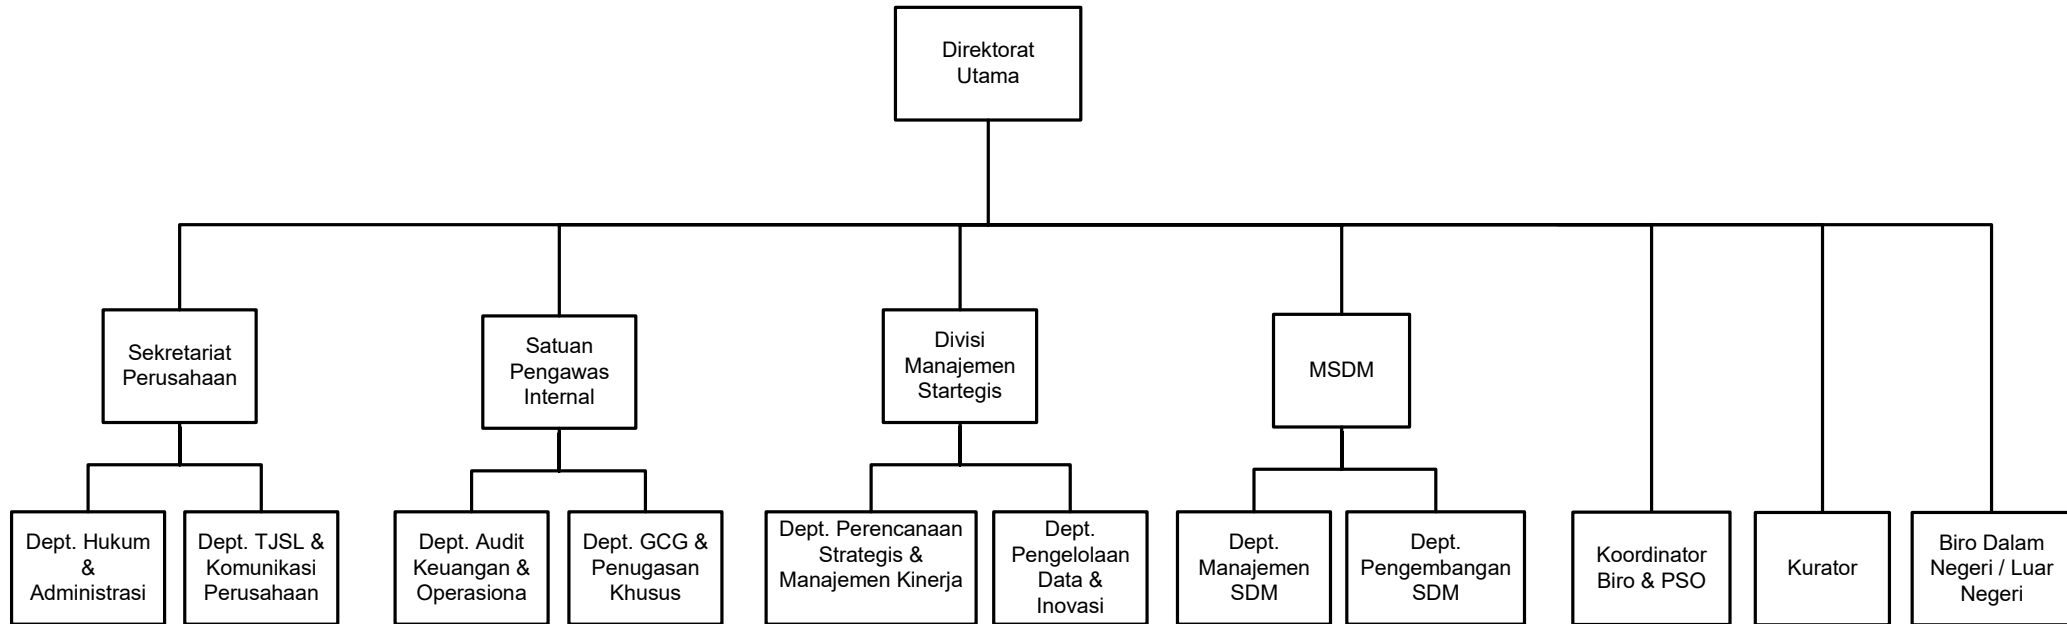 Direktorat
Utama
Sekretariat
Perusahaan
Satuan
Pengawas
Internal
Divisi
Manajemen
Startegis
MSDM
Dept. Hukum
&
Administrasi
Dept. TJSL &
Komunikasi
Perusahaan
Dept. Audit
Keuangan &
Operasiona
Dept. GCG &
Penugasan
Khusus
Dept. Perencanaan
Strategis &
Manajemen Kinerja
Dept.
Pengelolaan
Data &
Inovasi
Dept.
Manajemen
SDM
Dept.
Pengembangan
SDM
Koordinator
Biro & PSO
Kurator
Biro Dalam
Negeri / Luar
Negeri